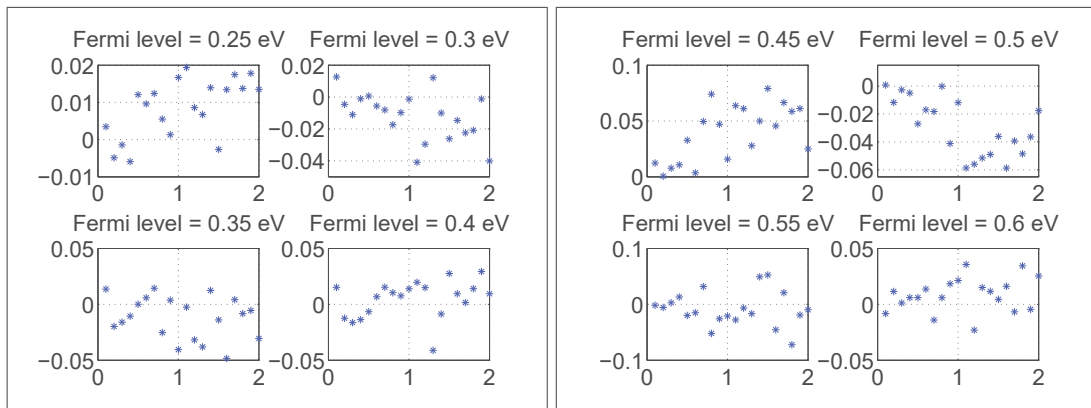 Fermi level = 0.25 eV
0.02
0.01
0
−0.01
0 1 2
Fermi level = 0.3 eV
0.02
0
−0.02
−0.04
0 1 2
Fermi level = 0.35 eV
0.05
0
−0.05
0 1 2
Fermi level = 0.4 eV
0.05
0
−0.05
0 1 2
Fermi level = 0.45 eV
0.1
0.05
0
0 1 2
Fermi level = 0.5 eV
0
−0.02
−0.04
−0.06
0 1 2
Fermi level = 0.55 eV
0.1
0
−0.1
0 1 2
Fermi level = 0.6 eV
0.05
0
−0.05
0 1 2